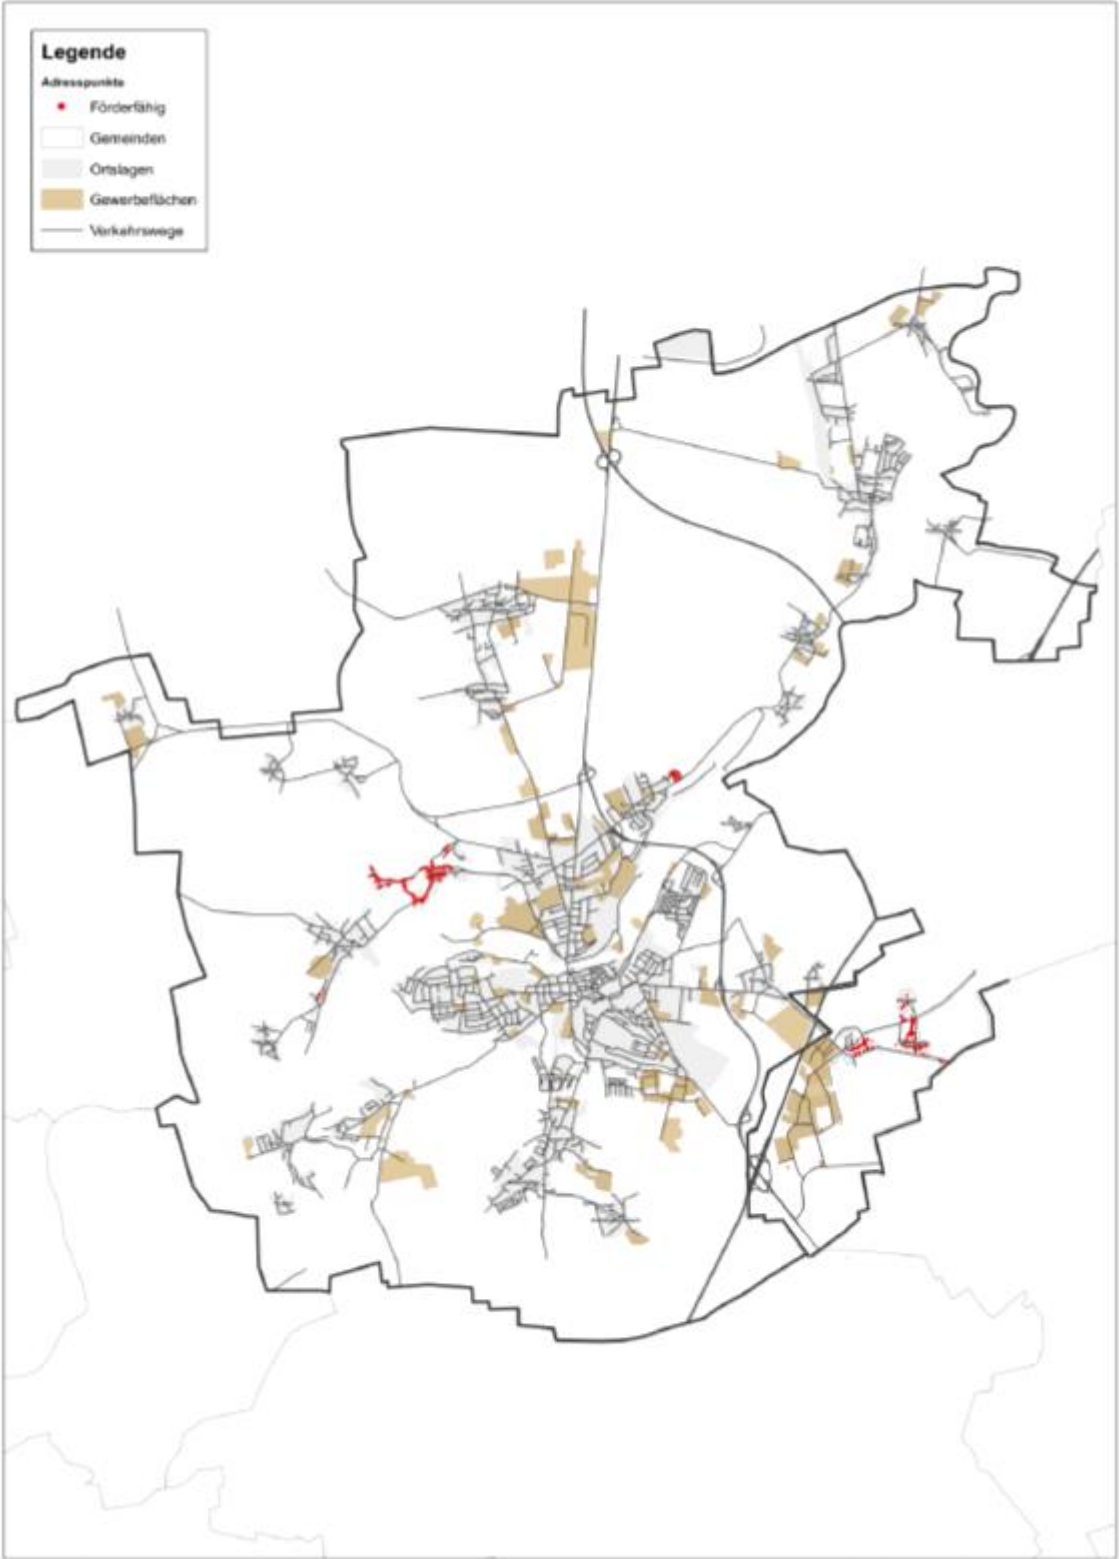 Legende
Adresspunkte
Förderfähig
Gemeinden
Ortslagen
Gewerbeflächen
Verkehrswege